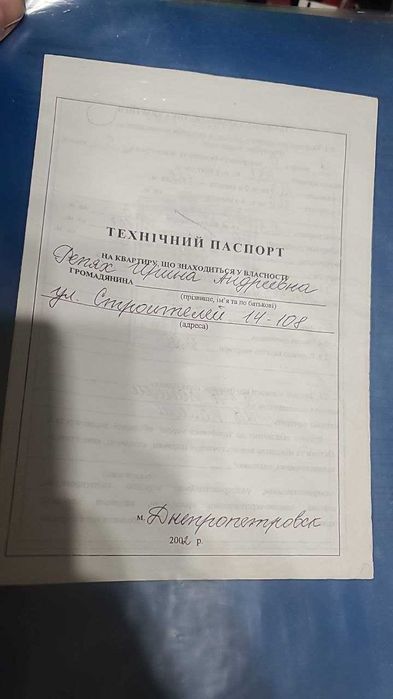 ТЕХНІЧНИЙ ПАСПОРТ
НА КВАРТИРУ, ЩО ЗНАХОДИТЬСЯ У ВЛАСНОСТІ
ГРОМАДЯНИНА Репях Ирина Андреевна
(прізвище, ім'я та по батькові)
ул. Строителей 14-108
(адреса)
м. Днепропетровск
2002 р.